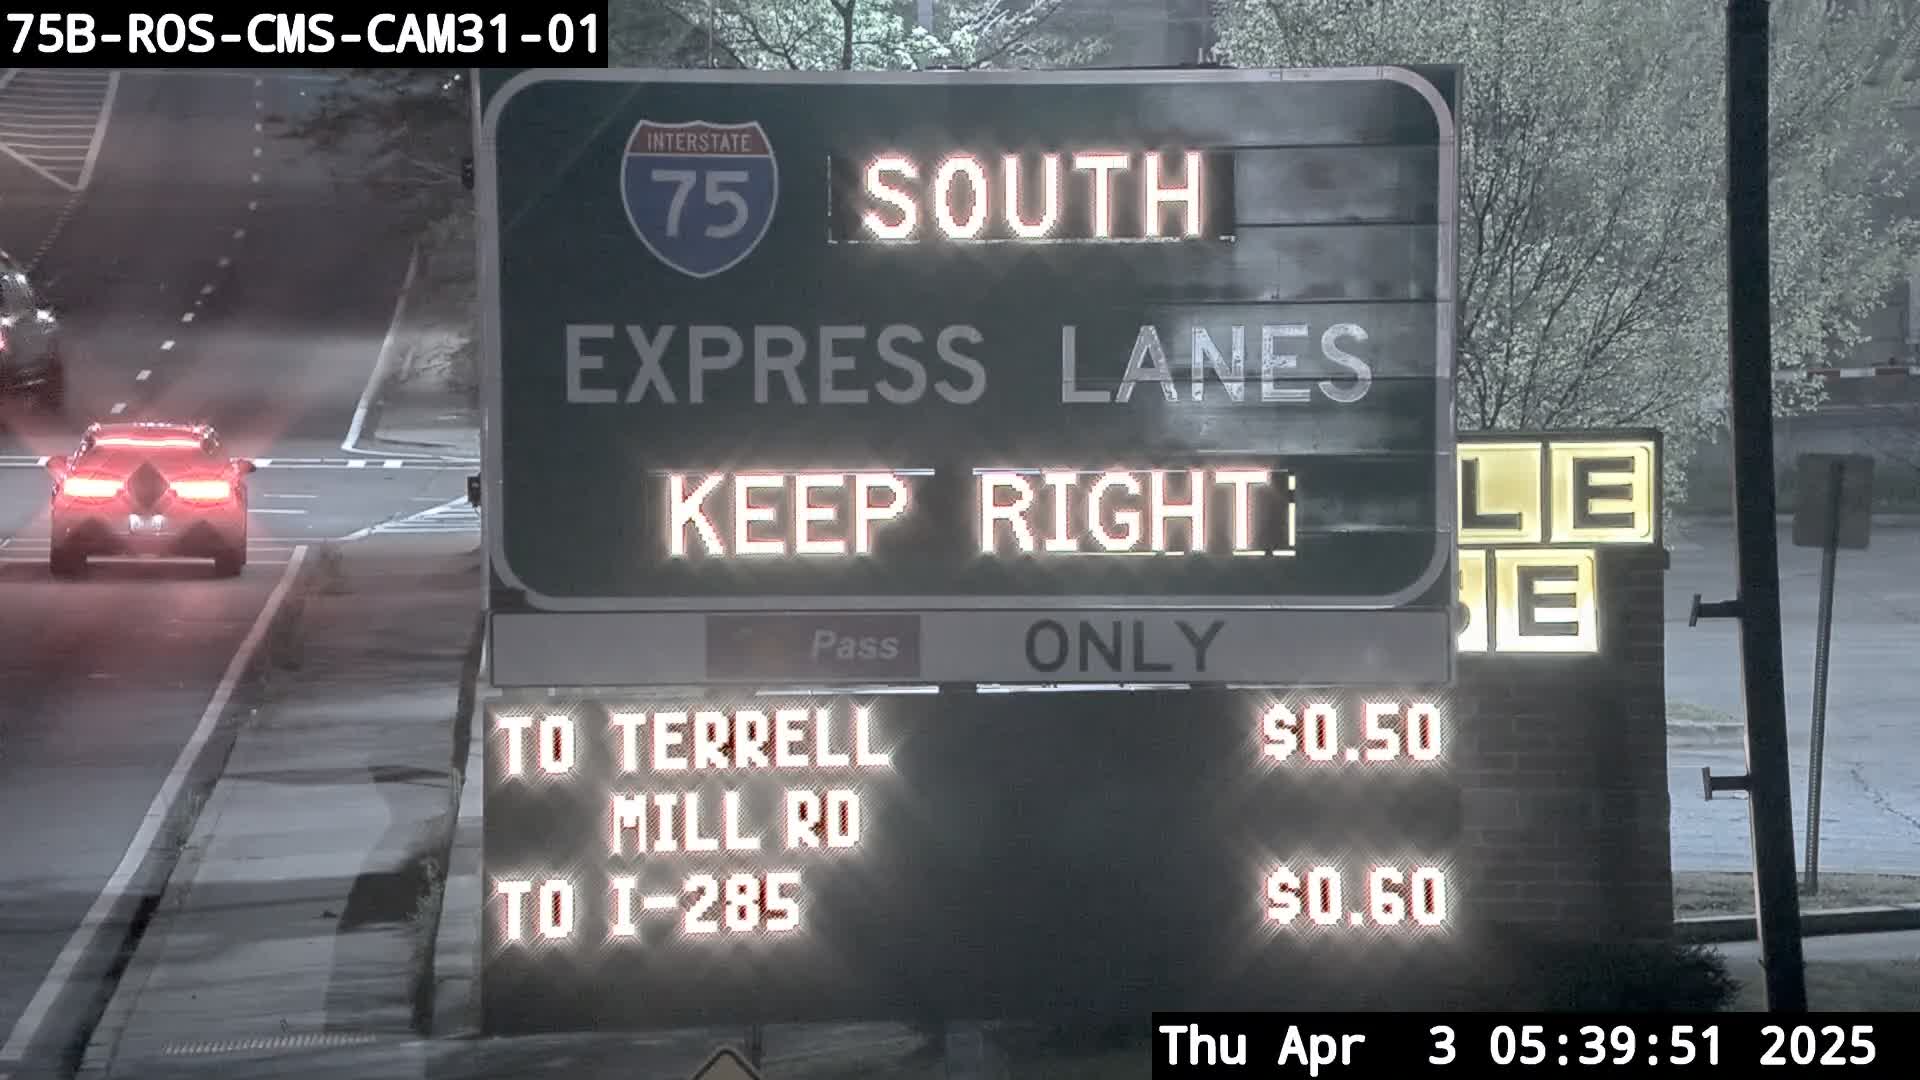 75B-ROS-CMS-CAM31-01
INTERSTATE
75
SOUTH
EXPRESS LANES
KEEP RIGHT
Pass ONLY
TO TERRELL $0.50
MILL RD
TO I-285 $0.60
LE
E
Thu Apr 3 05:39:51 2025